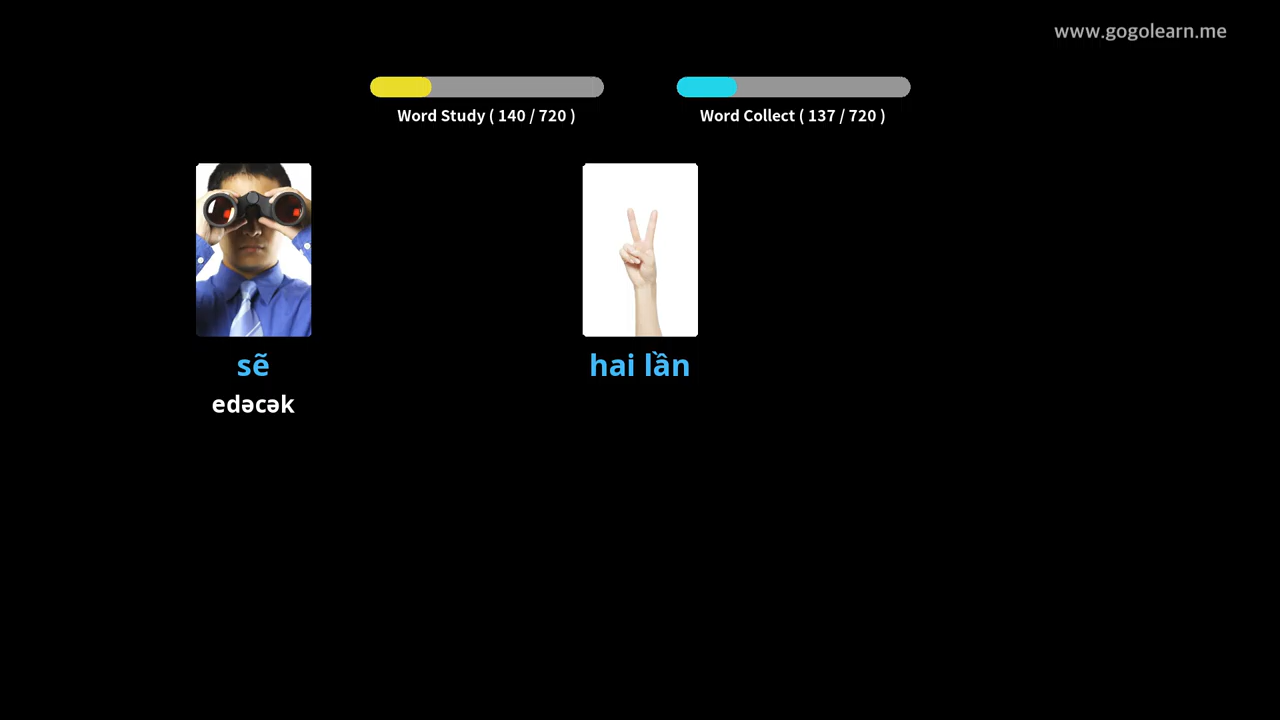 www.gogolearn.me
Word Study ( 140 / 720 )
Word Collect ( 137 / 720 )
sẽ
hai lần
edəcək